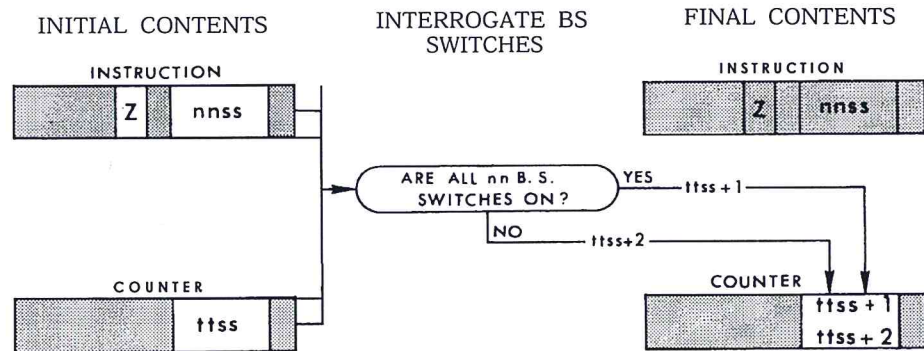 INITIAL CONTENTS
INTERROGATE BS
SWITCHES
FINAL CONTENTS
INSTRUCTION
Z
nnss
INSTRUCTION
Z
nnss
ARE ALL nn B.S.
SWITCHES ON?
YES
ttss+1
NO
ttss+2
COUNTER
ttss
COUNTER
ttss+1
ttss+2